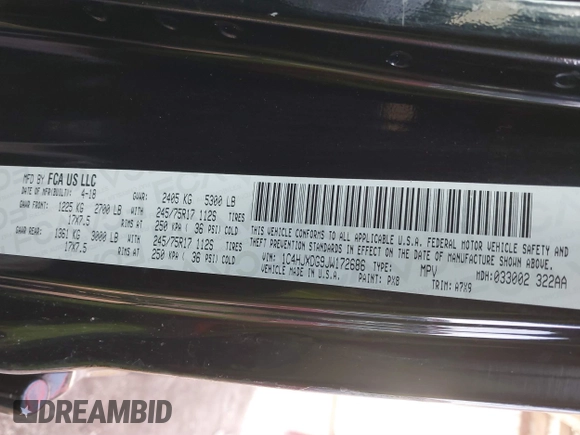 MFD BY FCA US LLC
DATE OF MFR(BUILT): 4-18 GVWR: 2405 KG 5300 LB
GAWR FRONT: 1225 KG 2700 LB WITH 245/75R17 112S TIRES
17X7.5 RIMS AT 250 KPA ( 36 PSI) COLD
GAWR REAR: 1361 KG 3000 LB WITH 245/75R17 112S TIRES
17X7.5 RIMS AT 250 KPA ( 36 PSI) COLD
THIS VEHICLE CONFORMS TO ALL APPLICABLE U.S.A. FEDERAL MOTOR VEHICLE SAFETY AND
THEFT PREVENTION STANDARDS IN EFFECT ON THE DATE OF MANUFACTURE SHOWN ABOVE.
VIN: 1C4HJXDG9JW172686 TYPE: MPV MDH: 033002 322AA
MADE IN U.S.A. PAINT: PX8 TRIM: A7X9
DREAMBID